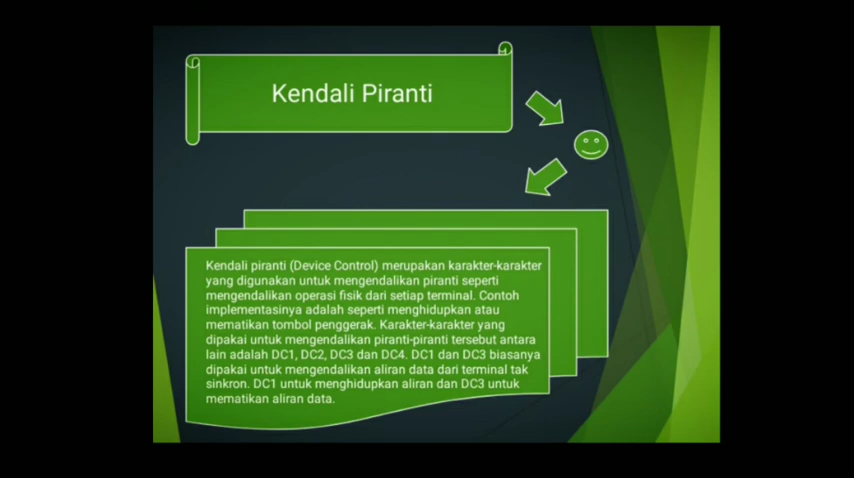 Kendali Piranti
Kendali piranti (Device Control) merupakan karakter-karakter
yang digunakan untuk mengendalikan piranti seperti
mengendalikan operasi fisik dari setiap terminal. Contoh
implementasinya adalah seperti menghidupkan atau
mematikan tombol penggerak. Karakter-karakter yang
dipakai untuk mengendalikan piranti-piranti tersebut antara
lain adalah DC1, DC2, DC3 dan DC4. DC1 dan DC3 biasanya
dipakai untuk mengendalikan aliran data dari terminal tak
sinkron. DC1 untuk menghidupkan aliran dan DC3 untuk
mematikan aliran data.